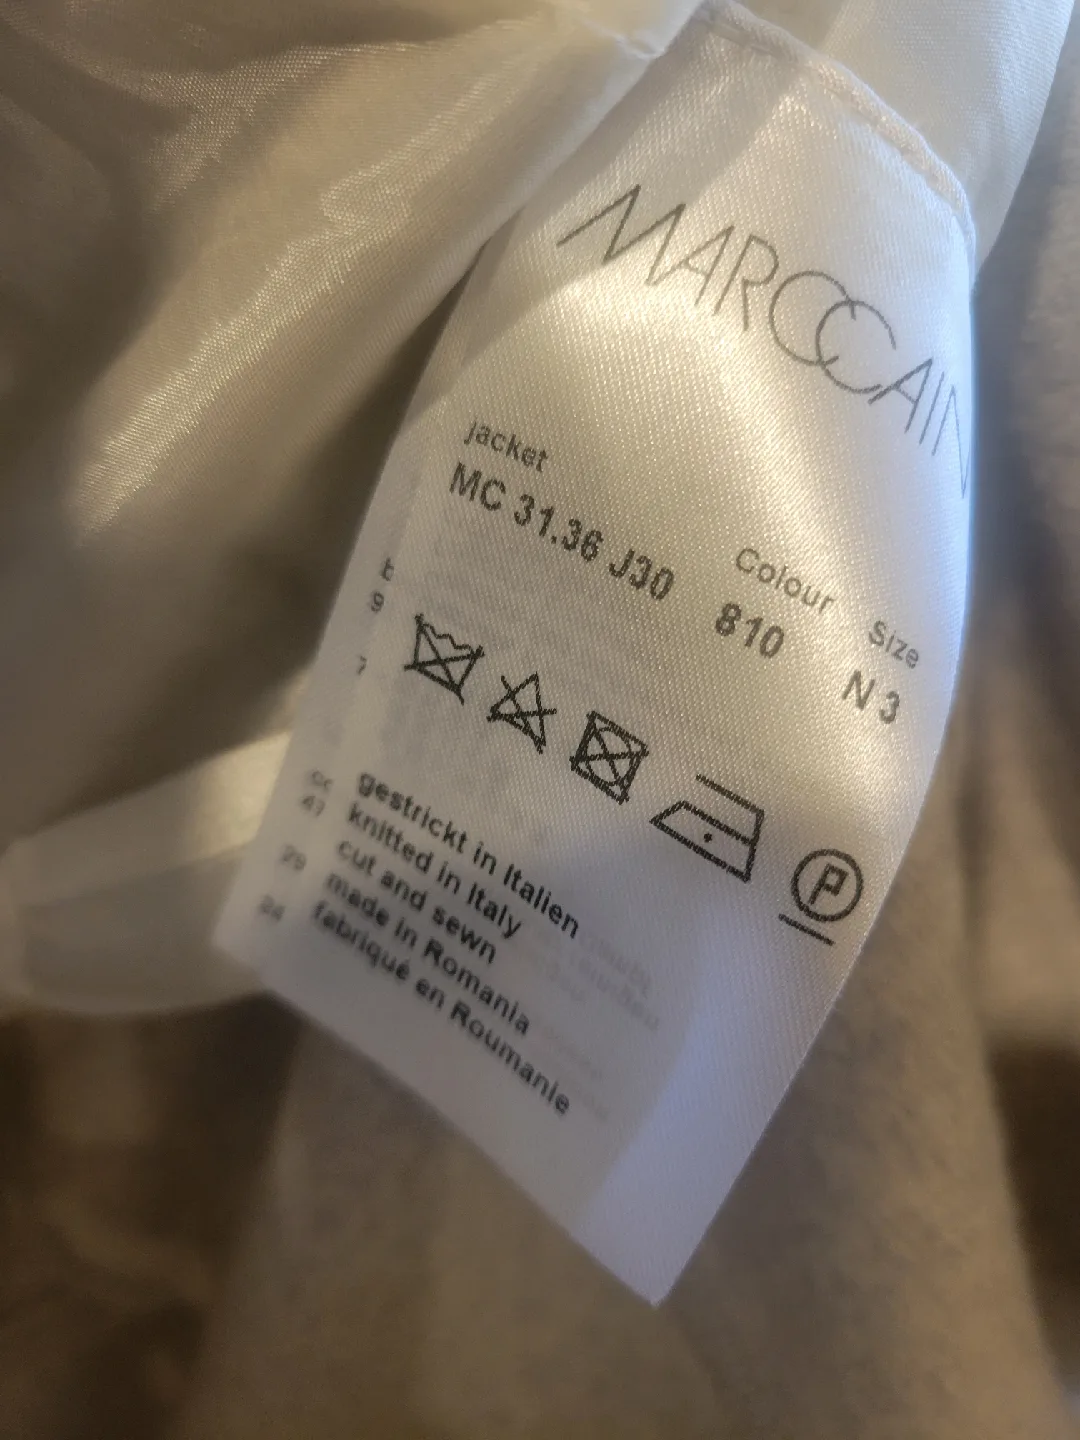 MARCCAIN
jacket
MC 31.36 J30
Colour
810
Size
N 3
P
gestrickt in Italien
knitted in Italy
cut and sewn
made in Romania
fabriqué en Roumanie